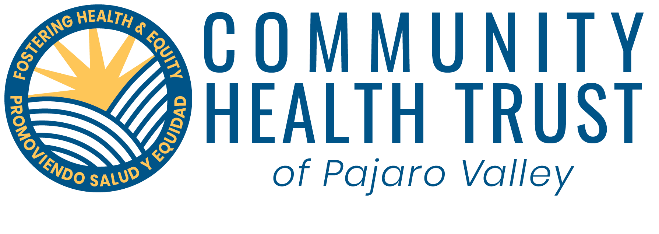 FOSTERING HEALTH & EQUITY
PROMOVIENDO SALUD Y EQUIDAD
COMMUNITY
HEALTH TRUST
of Pajaro Valley